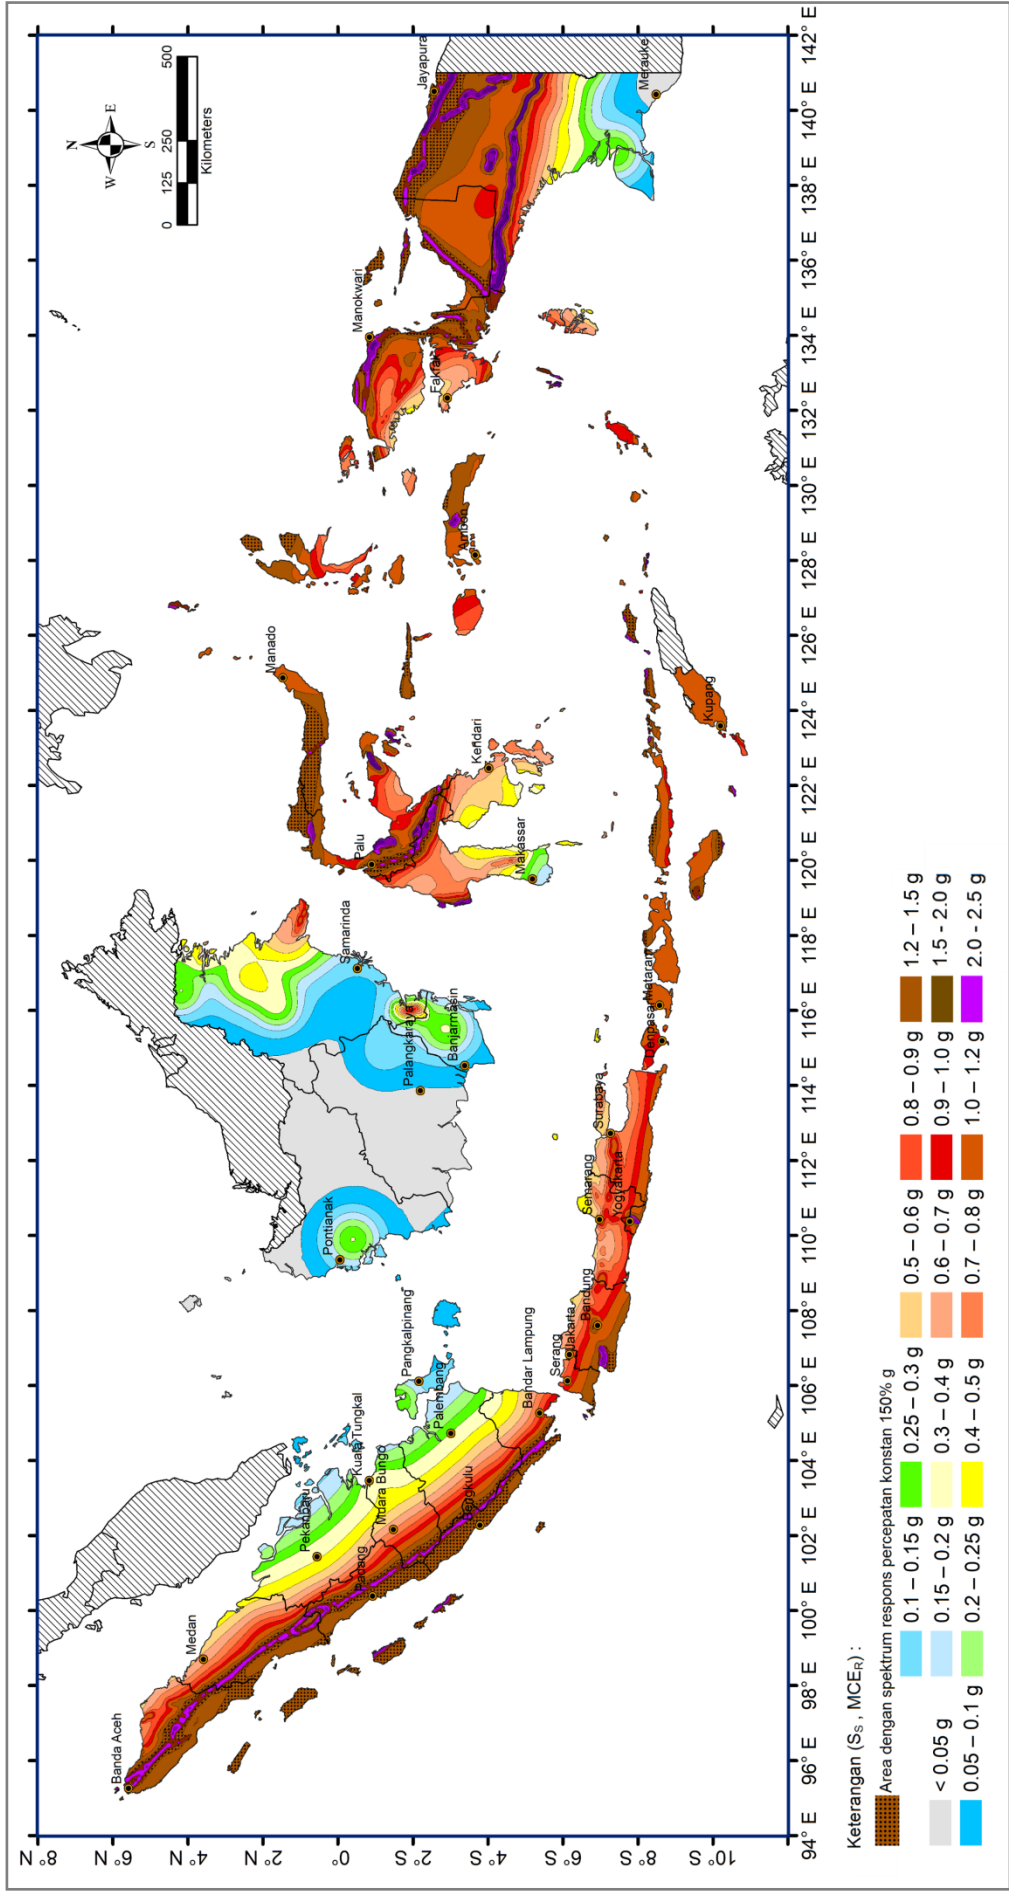 8° N
6° N
4° N
2° N
0°
2° S
4° S
6° S
8° S
10° S
N
W E
S
0 125 250 500
Kilometers
Banda Aceh
Medan
Manado
Pekanbaru
Pontianak
Samarinda
Palu
Manokwari
Kuala Tungkal
Padang
Muara Bungo
Pangkalpinang
Palangkaraya
Jayapura
Palembang
Banjarmasin
Fakfak
Ambon
Bengkulu
Kendari
Bandar Lampung
Makassar
Serang
Jakarta
Bandung
Semarang
Surabaya
Yogyakarta
Denpasar
Mataram
Merauke
Kupang
94° E 96° E 98° E 100° E 102° E 104° E 106° E 108° E 110° E 112° E 114° E 116° E 118° E 120° E 122° E 124° E 126° E 128° E 130° E 132° E 134° E 136° E 138° E 140° E 142° E
Keterangan (SS , MCER) :
Area dengan spektrum respons percepatan konstan 150% g
0.1 – 0.15 g 0.25 – 0.3 g 0.5 – 0.6 g 0.8 – 0.9 g 1.2 – 1.5 g
< 0.05 g 0.15 – 0.2 g 0.3 – 0.4 g 0.6 – 0.7 g 0.9 – 1.0 g 1.5 - 2.0 g
0.05 – 0.1 g 0.2 – 0.25 g 0.4 – 0.5 g 0.7 – 0.8 g 1.0 – 1.2 g 2.0 - 2.5 g